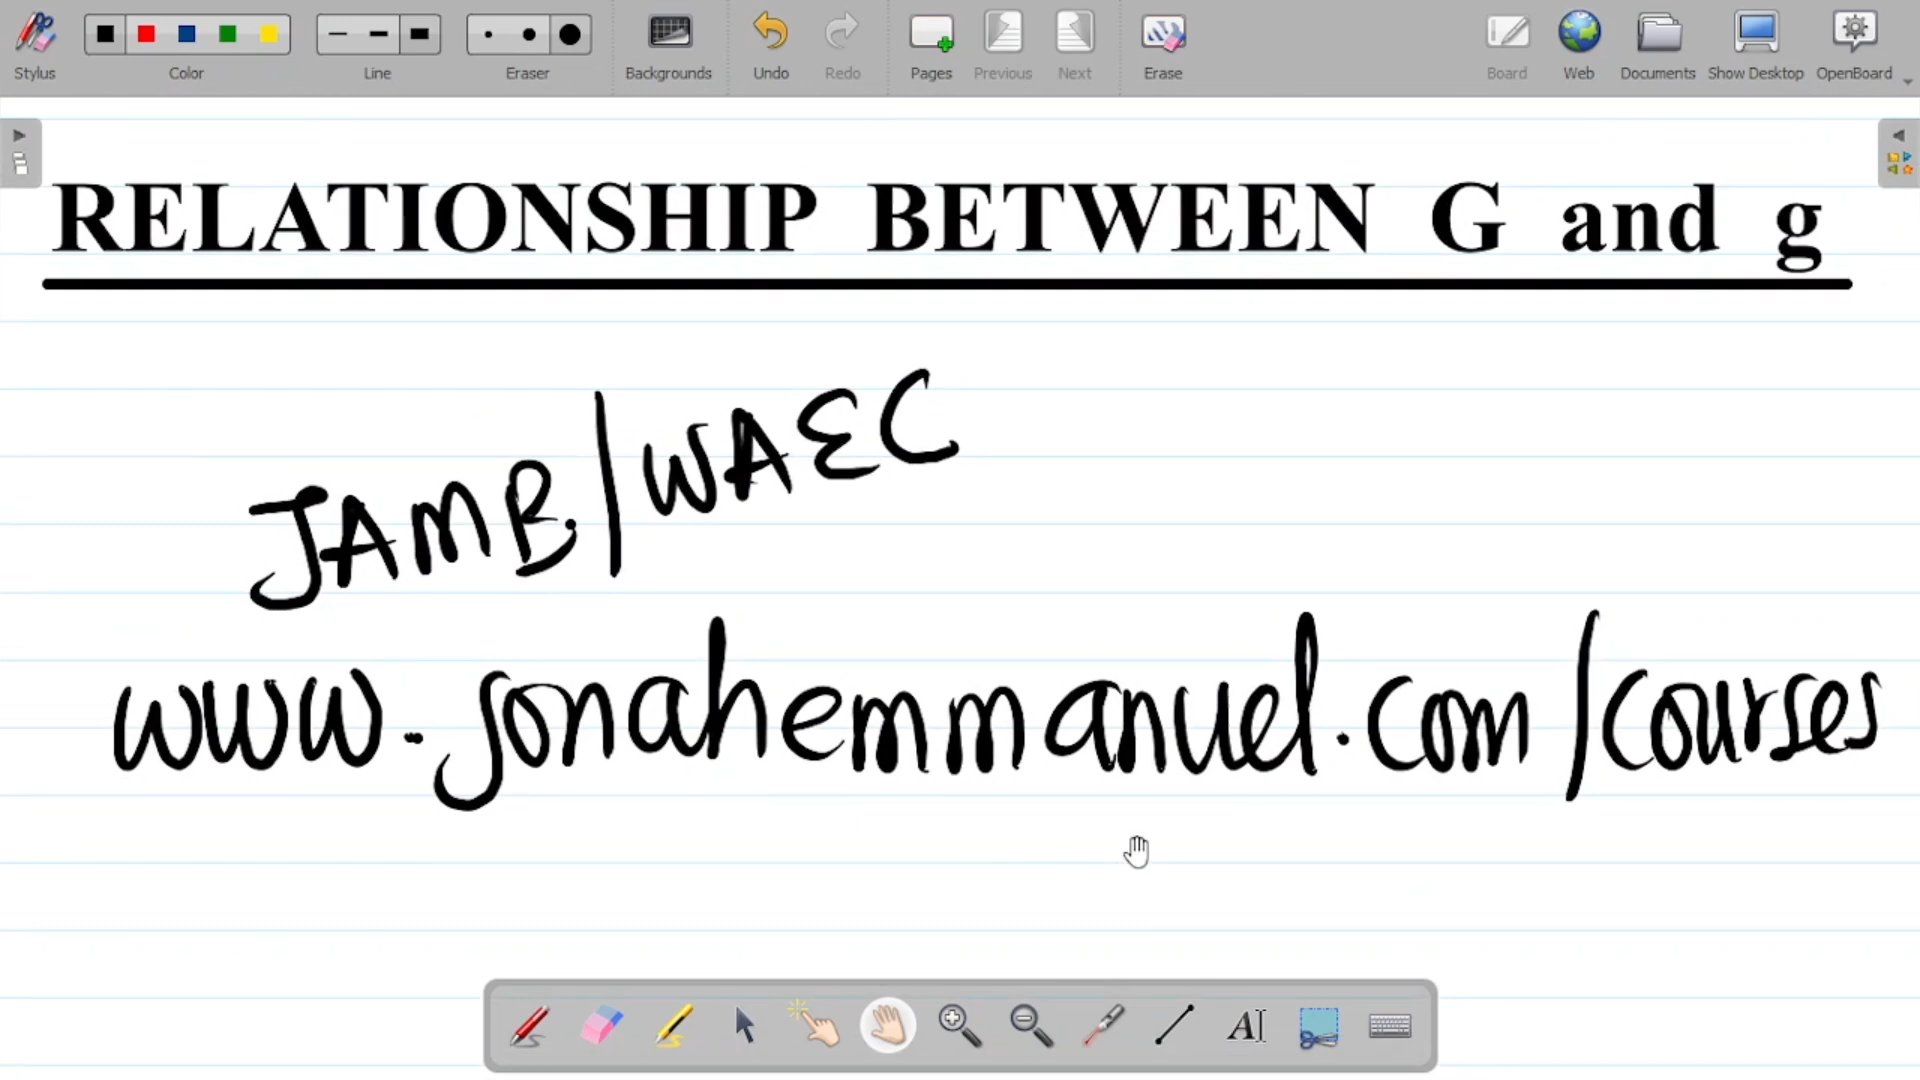 Stylus Color Line Eraser Backgrounds Undo Redo Pages Previous Next Erase Board Web Documents Show Desktop OpenBoard
RELATIONSHIP BETWEEN G and g
JAMB/WAEC
www.jonahemmanuel.com/courses